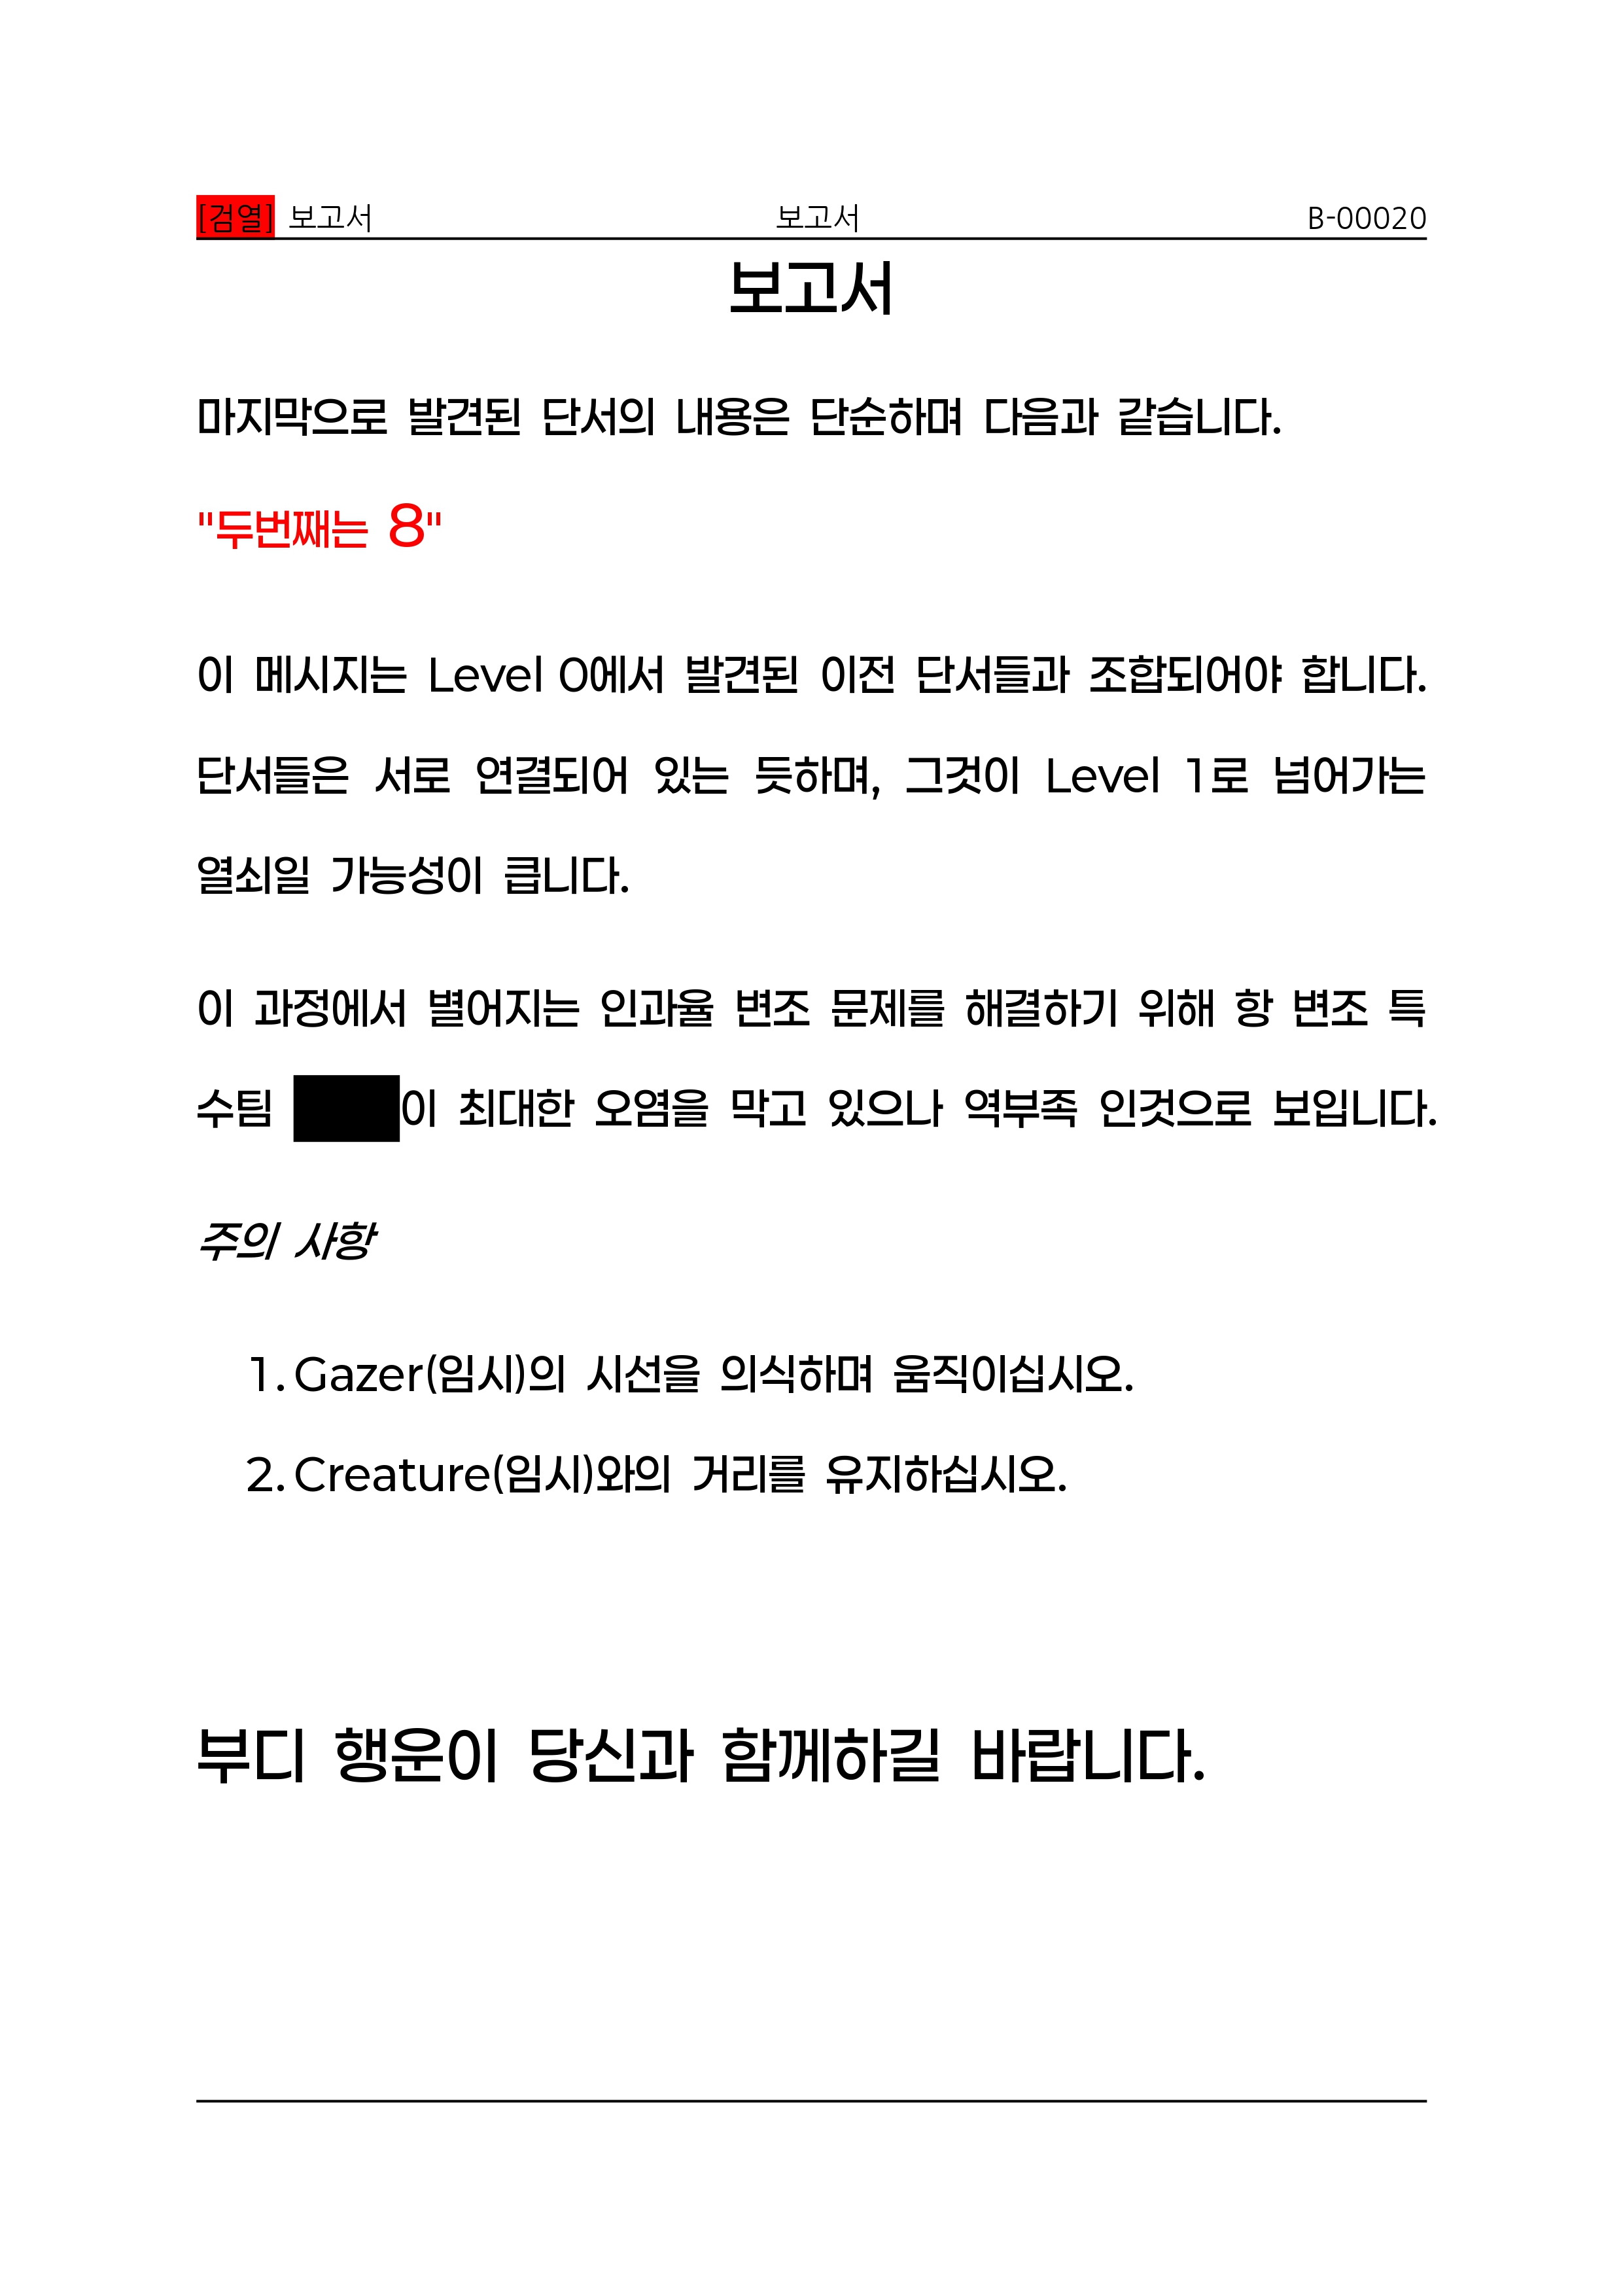 [검열] 보고서 보고서 B-00020
보고서
마지막으로 발견된 단서의 내용은 단순하며 다음과 같습니다.
"두번째는 8"
이 메시지는 Level 0에서 발견된 이전 단서들과 조합되어야 합니다.
단서들은 서로 연결되어 있는 듯하며, 그것이 Level 1로 넘어가는
열쇠일 가능성이 큽니다.
이 과정에서 별어지는 인과율 변조 문제를 해결하기 위해 항 변조 특
수팀 이 최대한 오염을 막고 있으나 역부족 인것으로 보입니다.
주의 사항
1. Gazer(임시)의 시선을 의식하며 움직이십시오.
2. Creature(임시)와의 거리를 유지하십시오.
부디 행운이 당신과 함께하길 바랍니다.